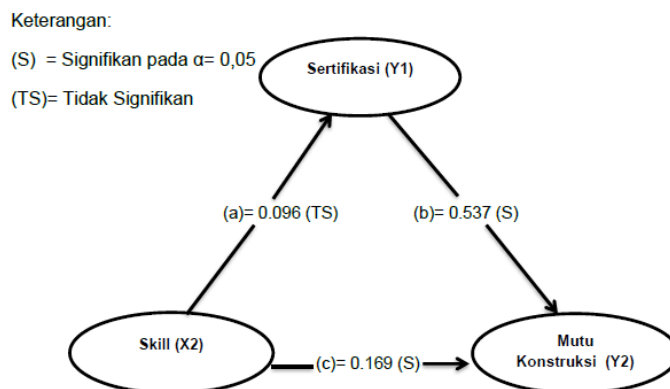 Keterangan:
(S) = Signifikan pada α= 0,05
(TS)= Tidak Signifikan
Sertifikasi (Y1)
(a)= 0.096 (TS)
(b)= 0.537 (S)
Skill (X2)
(c)= 0.169 (S)
Mutu
Konstruksi (Y2)